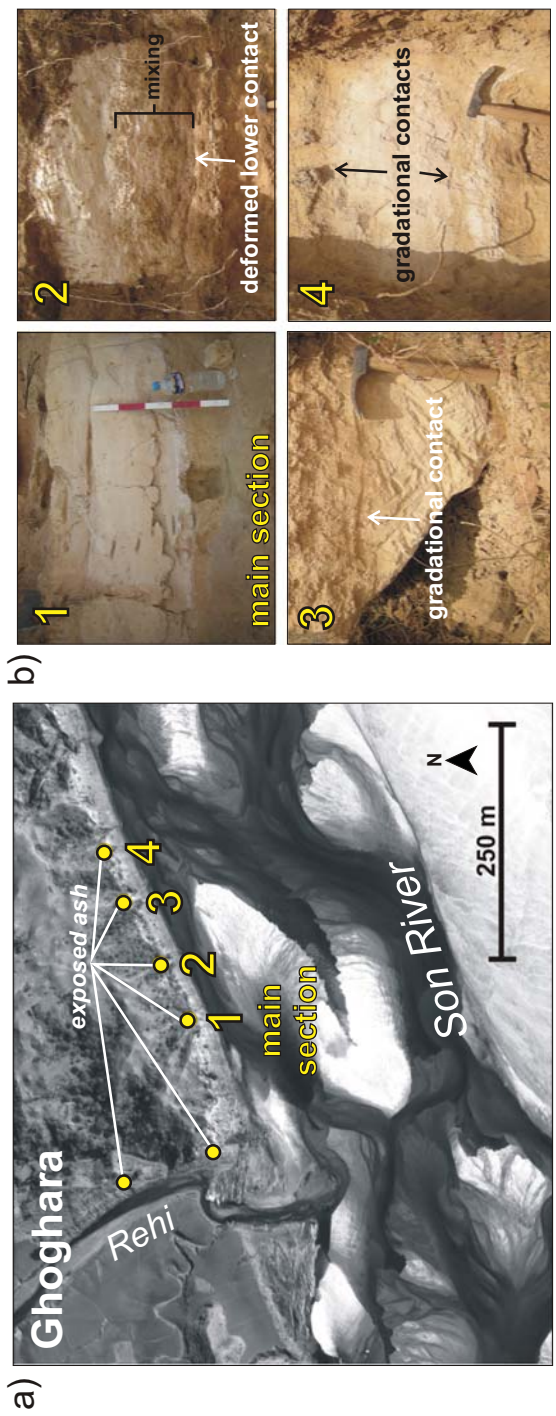 a)
Ghoghara
exposed ash
Rehi
1
2
3
4
main
section
Son River
N
250 m
b)
1
main section
2
mixing
deformed lower contact
3
gradational contact
4
gradational contacts